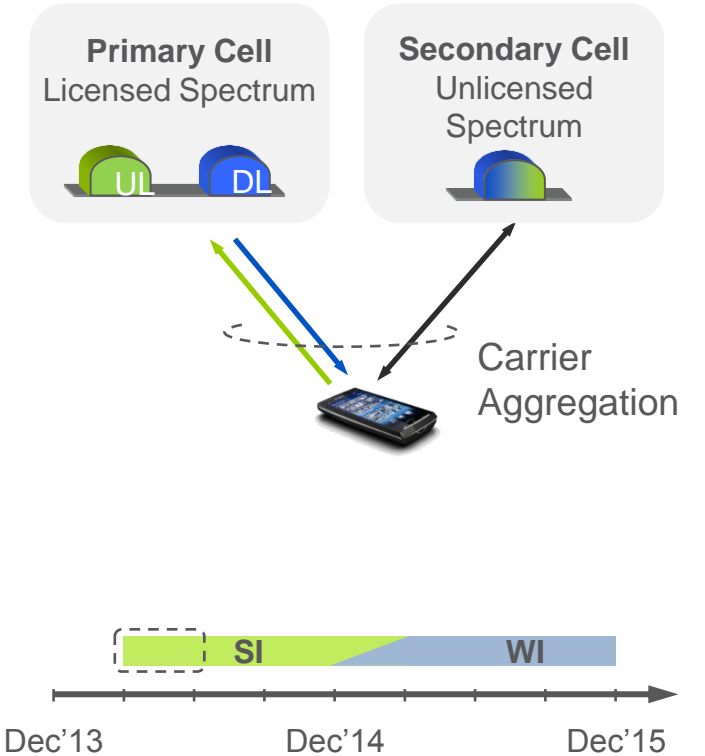 Primary Cell
Licensed Spectrum
UL
DL
Secondary Cell
Unlicensed
Spectrum
Carrier
Aggregation
SI
WI
Dec'13
Dec'14
Dec'15